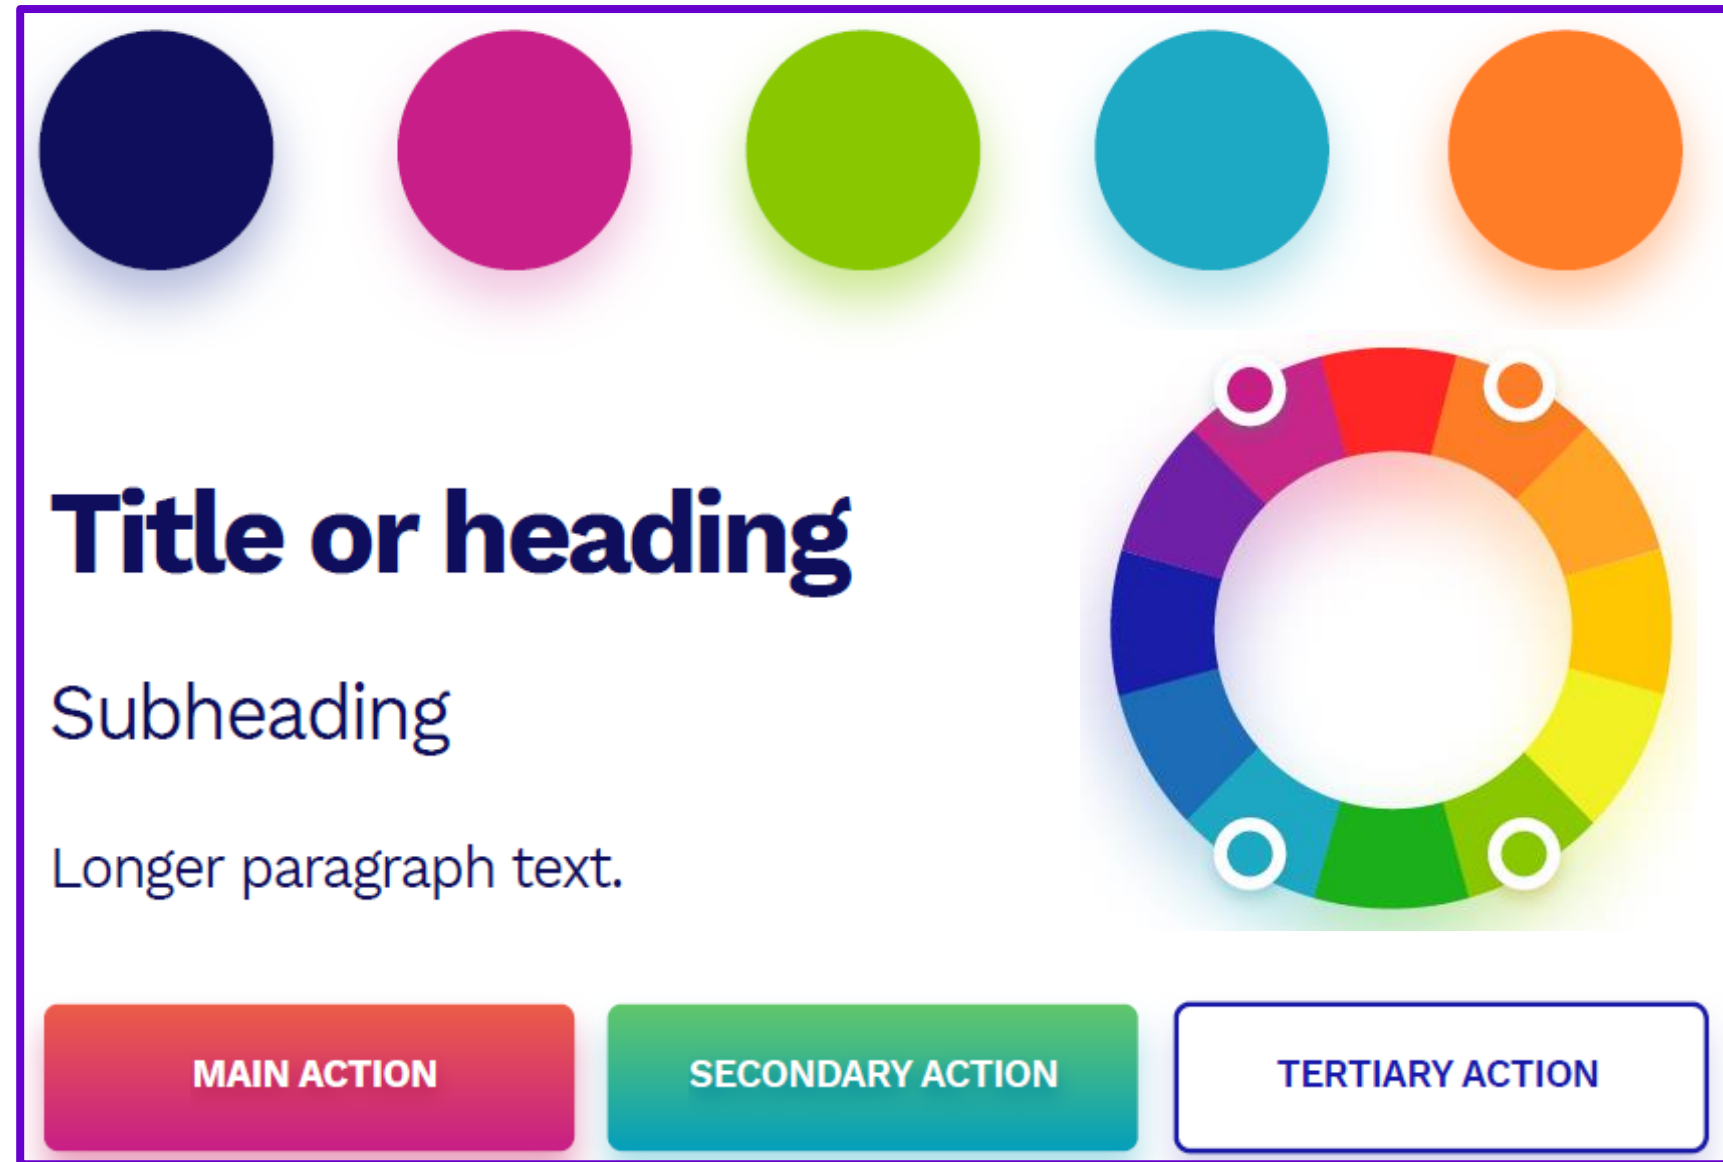 Title or heading
Subheading
Longer paragraph text.
MAIN ACTION
SECONDARY ACTION
TERTIARY ACTION